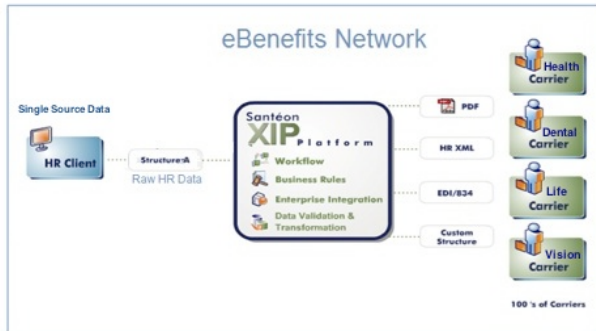 eBenefits Network
Single Source Data
HR Client
Structure:A
Raw HR Data
Santéon
XIP
Platform
Workflow
Business Rules
Enterprise Integration
Data Validation &
Transformation
PDF
HR XML
EDI/834
Custom
Structure
Health
Carrier
Dental
Carrier
Life
Carrier
Vision
Carrier
100 's of Carriers